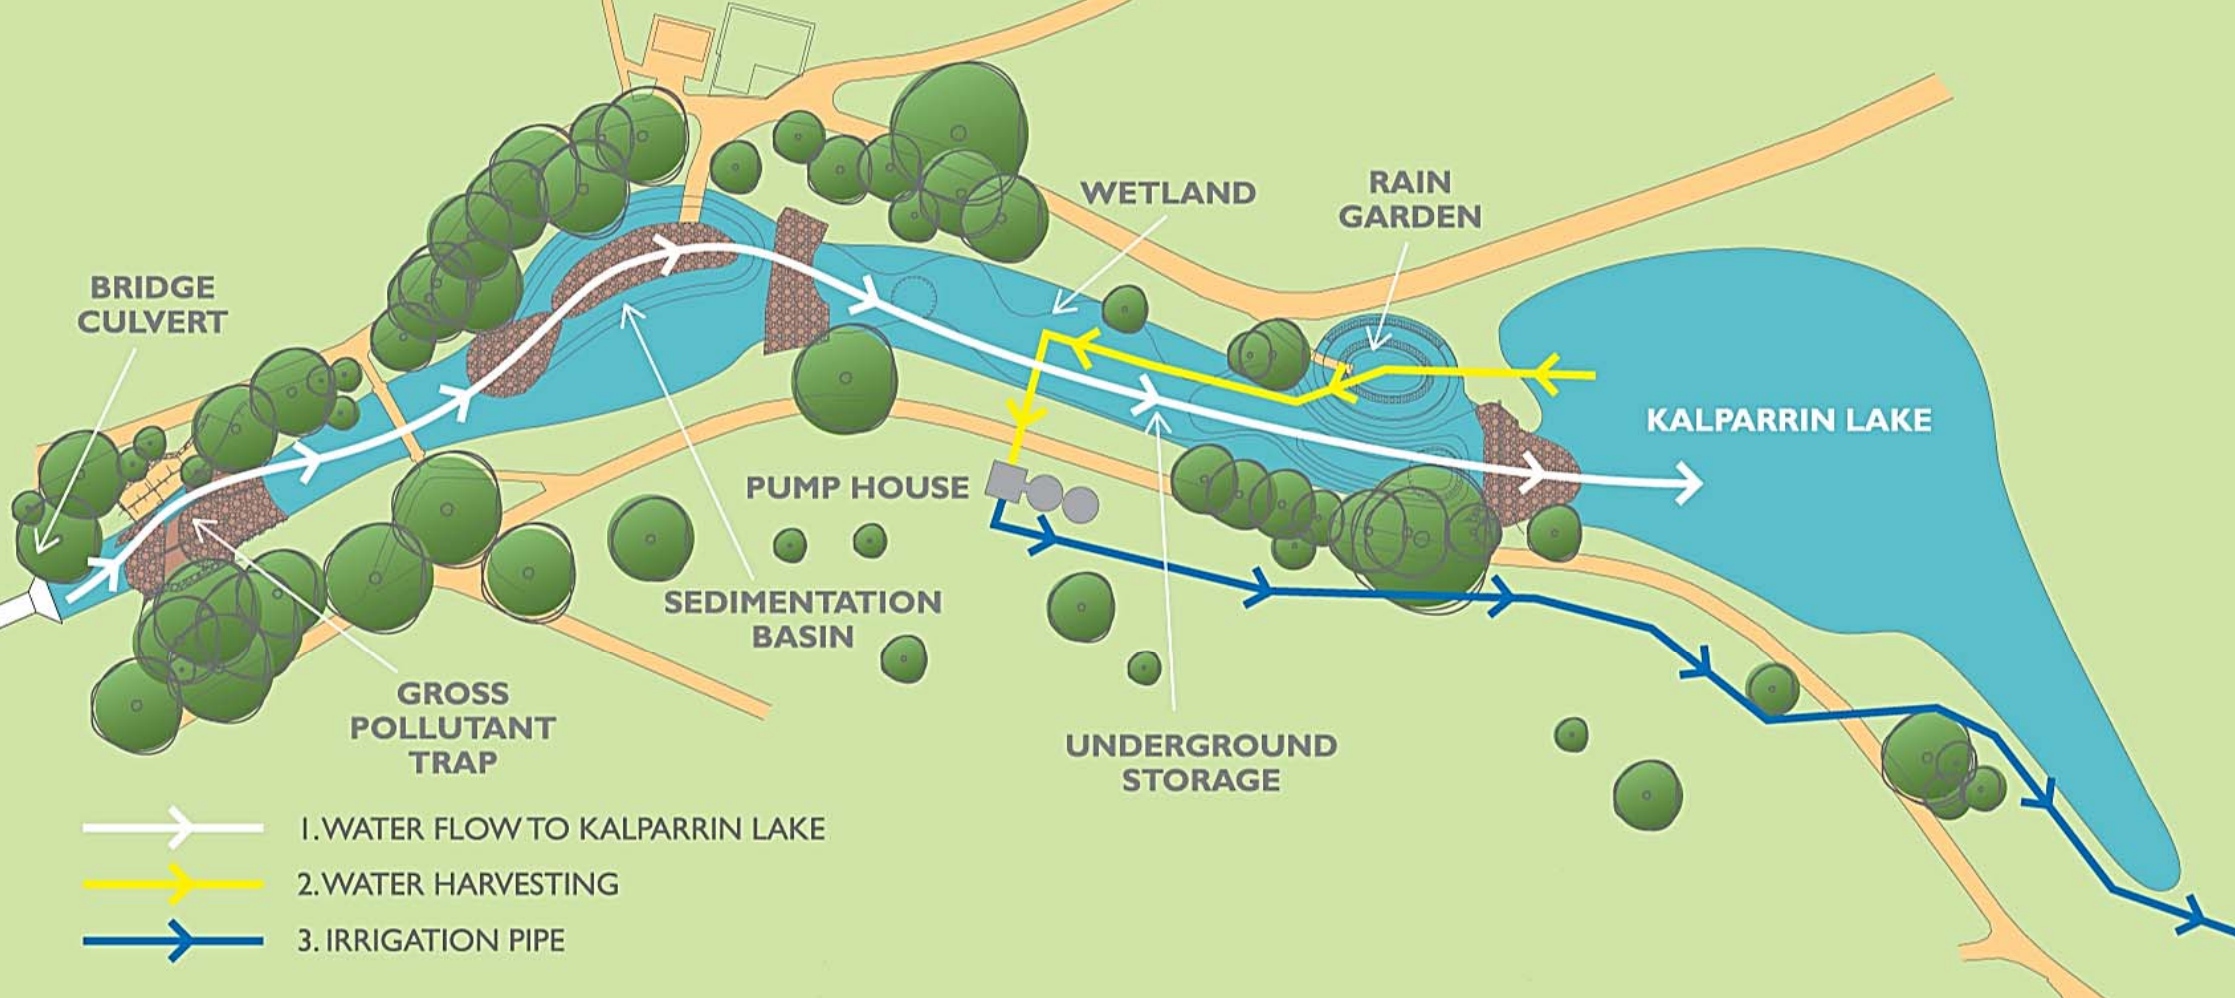 WETLAND
RAIN
GARDEN
BRIDGE
CULVERT
KALPARRIN LAKE
PUMP HOUSE
SEDIMENTATION
BASIN
GROSS
POLLUTANT
TRAP
UNDERGROUND
STORAGE
1. WATER FLOW TO KALPARRIN LAKE
2. WATER HARVESTING
3. IRRIGATION PIPE